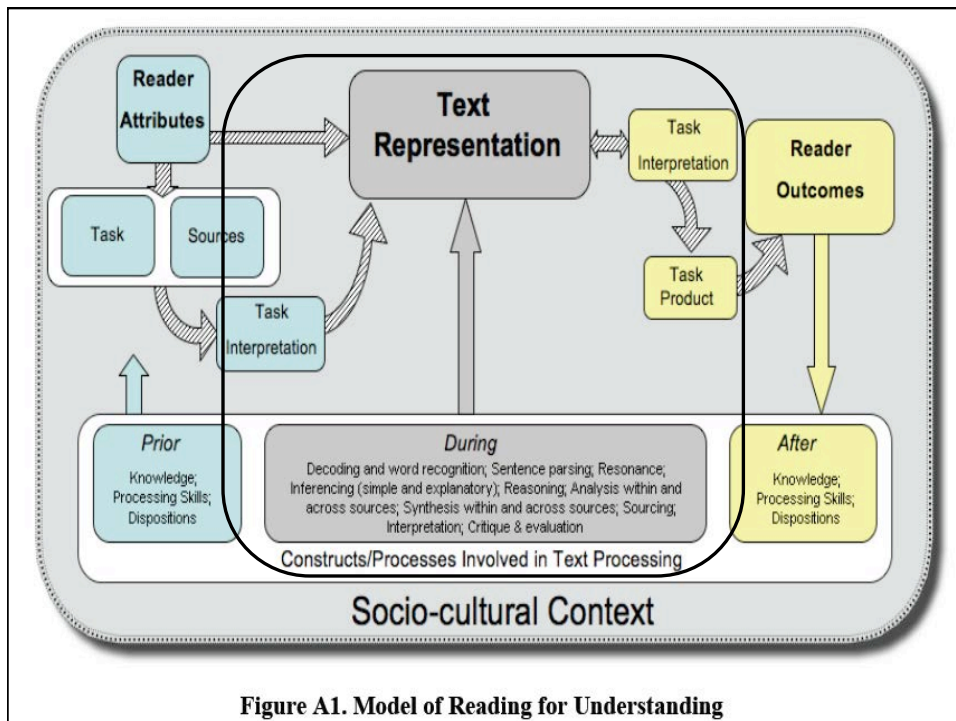 Reader
Attributes
Text
Representation
Task
Interpretation
Reader
Outcomes
Task
Sources
Task
Product
Task
Interpretation
Prior
Knowledge;
Processing Skills;
Dispositions
During
Decoding and word recognition; Sentence parsing; Resonance;
Inferencing (simple and explanatory); Reasoning; Analysis within and
across sources; Synthesis within and across sources; Sourcing;
Interpretation; Critique & evaluation
After
Knowledge;
Processing Skills;
Dispositions
Constructs/Processes Involved in Text Processing
Socio-cultural Context
Figure A1. Model of Reading for Understanding